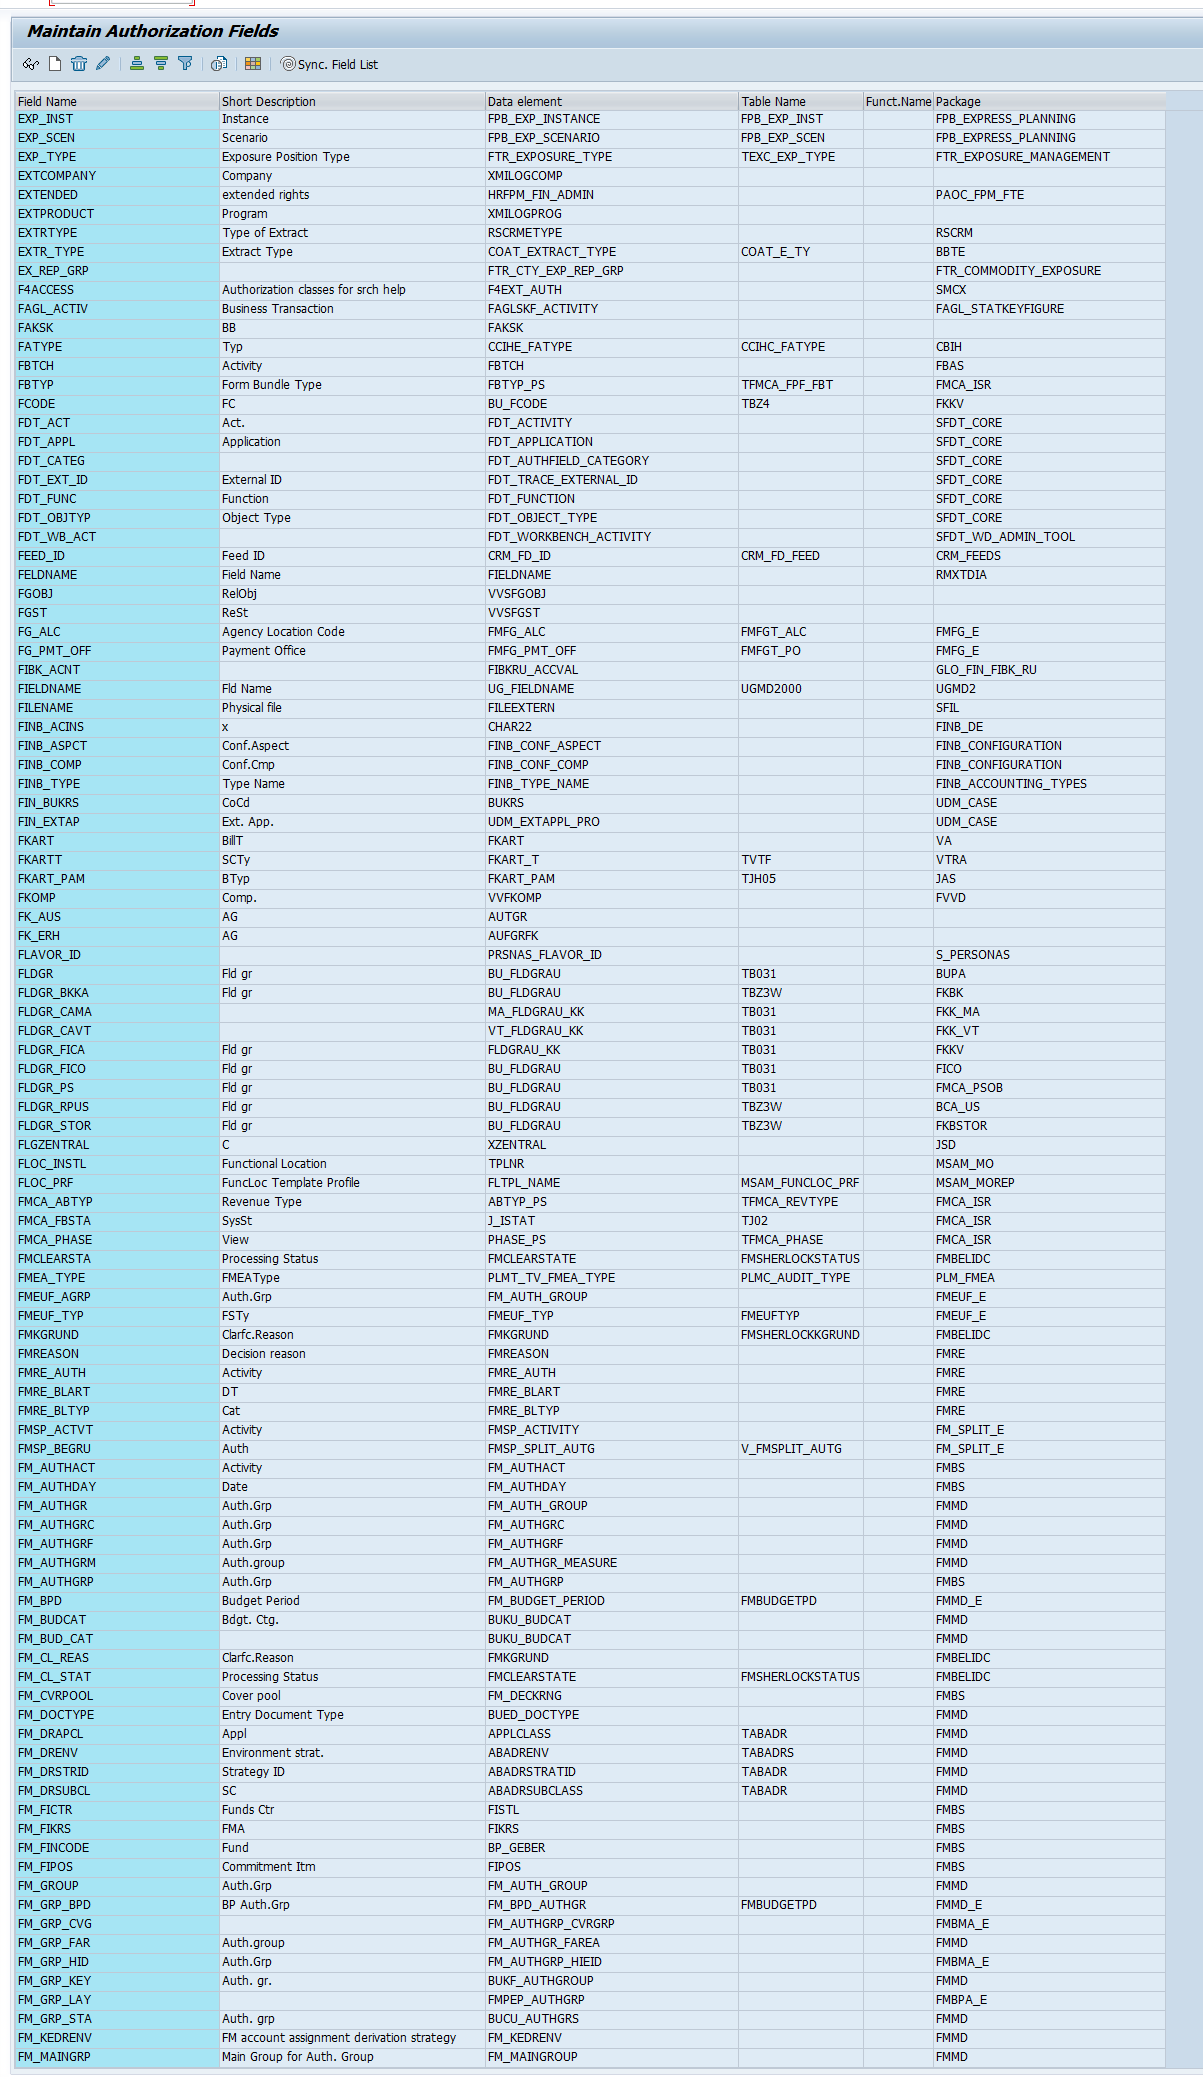 Maintain Authorization Fields
Sync. Field List
Field Name Short Description Data element Table Name Funct.Name Package
EXP_INST Instance FPB_EXP_INSTANCE FPB_EXP_INST FPB_EXPRESS_PLANNING
EXP_SCEN Scenario FPB_EXP_SCENARIO FPB_EXP_SCEN FPB_EXPRESS_PLANNING
EXP_TYPE Exposure Position Type FTR_EXPOSURE_TYPE TEXC_EXP_TYPE FTR_EXPOSURE_MANAGEMENT
EXTCOMPANY Company XMILOGCOMP
EXTENDED extended rights HRFPM_FIN_ADMIN PAOC_FPM_FTE
EXTPRODUCT Program XMILOGPROG
EXTRTYPE Type of Extract RSCRMETYPE RSCRM
EXTR_TYPE Extract Type COAT_EXTRACT_TYPE COAT_E_TY BBTE
EX_REP_GRP FTR_CTY_EXP_REP_GRP FTR_COMMODITY_EXPOSURE
F4ACCESS Authorization classes for srch help F4EXT_AUTH SMCX
FAGL_ACTIV Business Transaction FAGLSKF_ACTIVITY FAGL_STATKEYFIGURE
FAKSK BB FAKSK
FATYPE Typ CCIHE_FATYPE CCIHC_FATYPE CBIH
FBTCH Activity FBTCH FBAS
FBTYP Form Bundle Type FBTYP_PS TFMCA_FPF_FBT FMCA_ISR
FCODE FC BU_FCODE TBZ4 FKKV
FDT_ACT Act. FDT_ACTIVITY SFDT_CORE
FDT_APPL Application FDT_APPLICATION SFDT_CORE
FDT_CATEG FDT_AUTHFIELD_CATEGORY SFDT_CORE
FDT_EXT_ID External ID FDT_TRACE_EXTERNAL_ID SFDT_CORE
FDT_FUNC Function FDT_FUNCTION SFDT_CORE
FDT_OBJTYP Object Type FDT_OBJECT_TYPE SFDT_CORE
FDT_WB_ACT FDT_WORKBENCH_ACTIVITY SFDT_WD_ADMIN_TOOL
FEED_ID Feed ID CRM_FD_ID CRM_FD_FEED CRM_FEEDS
FELDNAME Field Name FIELDNAME RMXTDIA
FGOBJ RelObj VVSFGOBJ
FGST ReSt VVSFGST
FG_ALC Agency Location Code FMFG_ALC FMFGT_ALC FMFG_E
FG_PMT_OFF Payment Office FMFG_PMT_OFF FMFGT_PO FMFG_E
FIBK_ACNT FIBKRU_ACCVAL GLO_FIN_FIBK_RU
FIELDNAME Fld Name UG_FIELDNAME UGMD2000 UGMD2
FILENAME Physical file FILEEXTERN SFIL
FINB_ACINS x CHAR22 FINB_DE
FINB_ASPCT Conf.Aspect FINB_CONF_ASPECT FINB_CONFIGURATION
FINB_COMP Conf.Cmp FINB_CONF_COMP FINB_CONFIGURATION
FINB_TYPE Type Name FINB_TYPE_NAME FINB_ACCOUNTING_TYPES
FIN_BUKRS CoCd BUKRS UDM_CASE
FIN_EXTAP Ext. App. UDM_EXTAPPL_PRO UDM_CASE
FKART BillT FKART VA
FKARTT SCTy FKART_T TVTF VTRA
FKART_PAM BTyp FKART_PAM TJH05 JAS
FKOMP Comp. VVFKOMP FVVD
FK_AUS AG AUTGR
FK_ERH AG AUFGRFK
FLAVOR_ID PRSNAS_FLAVOR_ID S_PERSONAS
FLDGR Fld gr BU_FLDGRAU TB031 BUPA
FLDGR_BKKA Fld gr BU_FLDGRAU TBZ3W FKBK
FLDGR_CAMA MA_FLDGRAU_KK TB031 FKK_MA
FLDGR_CAVT VT_FLDGRAU_KK TB031 FKK_VT
FLDGR_FICA Fld gr FLDGRAU_KK TB031 FKKV
FLDGR_FICO Fld gr BU_FLDGRAU TB031 FICO
FLDGR_PS Fld gr BU_FLDGRAU TB031 FMCA_PSOB
FLDGR_RPUS Fld gr BU_FLDGRAU TBZ3W BCA_US
FLDGR_STOR Fld gr BU_FLDGRAU TBZ3W FKBSTOR
FLGZENTRAL C XZENTRAL JSD
FLOC_INSTL Functional Location TPLNR MSAM_MO
FLOC_PRF FuncLoc Template Profile FLTPL_NAME MSAM_FUNCLOC_PRF MSAM_MOREP
FMCA_ABTYP Revenue Type ABTYP_PS TFMCA_REVTYPE FMCA_ISR
FMCA_FBSTA SysSt J_ISTAT TJ02 FMCA_ISR
FMCA_PHASE View PHASE_PS TFMCA_PHASE FMCA_ISR
FMCLEARSTA Processing Status FMCLEARSTATE FMSHERLOCKSTATUS FMBELIDC
FMEA_TYPE FMEAType PLMT_TV_FMEA_TYPE PLMC_AUDIT_TYPE PLM_FMEA
FMEUF_AGRP Auth.Grp FM_AUTH_GROUP FMEUF_E
FMEUF_TYP FSTy FMEUF_TYP FMEUFTYP FMEUF_E
FMKGRUND Clarfc.Reason FMKGRUND FMSHERLOCKKGRUND FMBELIDC
FMREASON Decision reason FMREASON FMRE
FMRE_AUTH Activity FMRE_AUTH FMRE
FMRE_BLART DT FMRE_BLART FMRE
FMRE_BLTYP Cat FMRE_BLTYP FMRE
FMSP_ACTVT Activity FMSP_ACTIVITY FM_SPLIT_E
FMSP_BEGRU Auth FMSP_SPLIT_AUTG V_FMSPLIT_AUTG FM_SPLIT_E
FM_AUTHACT Activity FM_AUTHACT FMBS
FM_AUTHDAY Date FM_AUTHDAY FMBS
FM_AUTHGR Auth.Grp FM_AUTH_GROUP FMMD
FM_AUTHGRC Auth.Grp FM_AUTHGRC FMMD
FM_AUTHGRF Auth.Grp FM_AUTHGRF FMMD
FM_AUTHGRM Auth.group FM_AUTHGR_MEASURE FMMD
FM_AUTHGRP Auth.Grp FM_AUTHGRP FMBS
FM_BPD Budget Period FM_BUDGET_PERIOD FMBUDGETPD FMMD_E
FM_BUDCAT Bdgt. Ctg. BUKU_BUDCAT FMMD
FM_BUD_CAT BUKU_BUDCAT FMMD
FM_CL_REAS Clarfc.Reason FMKGRUND FMBELIDC
FM_CL_STAT Processing Status FMCLEARSTATE FMSHERLOCKSTATUS FMBELIDC
FM_CVRPOOL Cover pool FM_DECKRNG FMBS
FM_DOCTYPE Entry Document Type BUED_DOCTYPE FMMD
FM_DRAPCL Appl APPLCLASS TABADR FMMD
FM_DRENV Environment strat. ABADRENV TABADRS FMMD
FM_DRSTRID Strategy ID ABADRSTRATID TABADR FMMD
FM_DRSUBCL SC ABADRSUBCLASS TABADR FMMD
FM_FICTR Funds Ctr FISTL FMBS
FM_FIKRS FMA FIKRS FMBS
FM_FINCODE Fund BP_GEBER FMBS
FM_FIPOS Commitment Itm FIPOS FMBS
FM_GROUP Auth.Grp FM_AUTH_GROUP FMMD
FM_GRP_BPD BP Auth.Grp FM_BPD_AUTHGR FMBUDGETPD FMMD_E
FM_GRP_CVG FM_AUTHGRP_CVRGRP FMBMA_E
FM_GRP_FAR Auth.group FM_AUTHGR_FAREA FMMD
FM_GRP_HID Auth.Grp FM_AUTHGRP_HIEID FMBMA_E
FM_GRP_KEY Auth. gr. BUKF_AUTHGROUP FMMD
FM_GRP_LAY FMPEP_AUTHGRP FMBPA_E
FM_GRP_STA Auth. grp BUCU_AUTHGRS FMMD
FM_KEDRENV FM account assignment derivation strategy FM_KEDRENV FMMD
FM_MAINGRP Main Group for Auth. Group FM_MAINGROUP FMMD